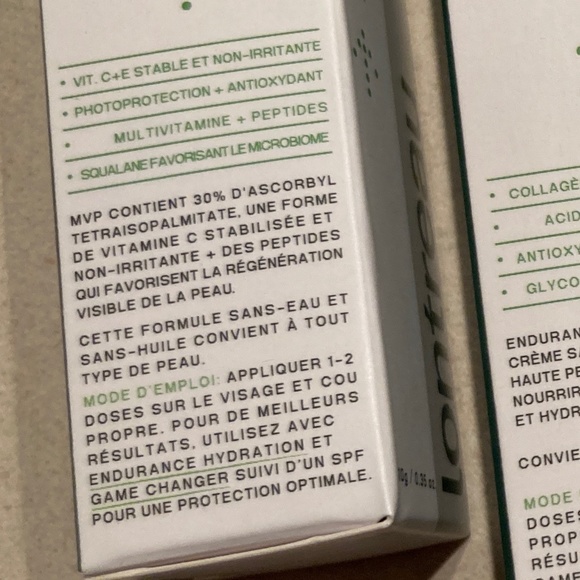 • VIT. C+E STABLE ET NON-IRRITANTE
• PHOTOPROTECTION + ANTIOXYDANT
• MULTIVITAMINE + PEPTIDES
• SQUALANE FAVORISANT LE MICROBIOME
MVP CONTIENT 30% D'ASCORBYL
TETRAISOPALMITATE, UNE FORME
DE VITAMINE C STABILISÉE ET
NON-IRRITANTE + DES PEPTIDES
QUI FAVORISENT LA RÉGÉNÉRATION
VISIBLE DE LA PEAU.
CETTE FORMULE SANS-EAU ET
SANS-HUILE CONVIENT À TOUT
TYPE DE PEAU.
MODE D'EMPLOI: APPLIQUER 1-2
DOSES SUR LE VISAGE ET COU
PROPRE. POUR DE MEILLEURS
RÉSULTATS, UTILISEZ AVEC
ENDURANCE HYDRATION ET
GAME CHANGER SUIVI D'UN SPF
POUR UNE PROTECTION OPTIMALE.
10g / 0.35 oz.
• COLLAGÈ
• ACID
• ANTIOXY
• GLYCO
ENDURAN
CRÈME SA
HAUTE PE
NOURRIR
ET HYDR
CONVIE
MODE
DOSES
PROP
RÉSU